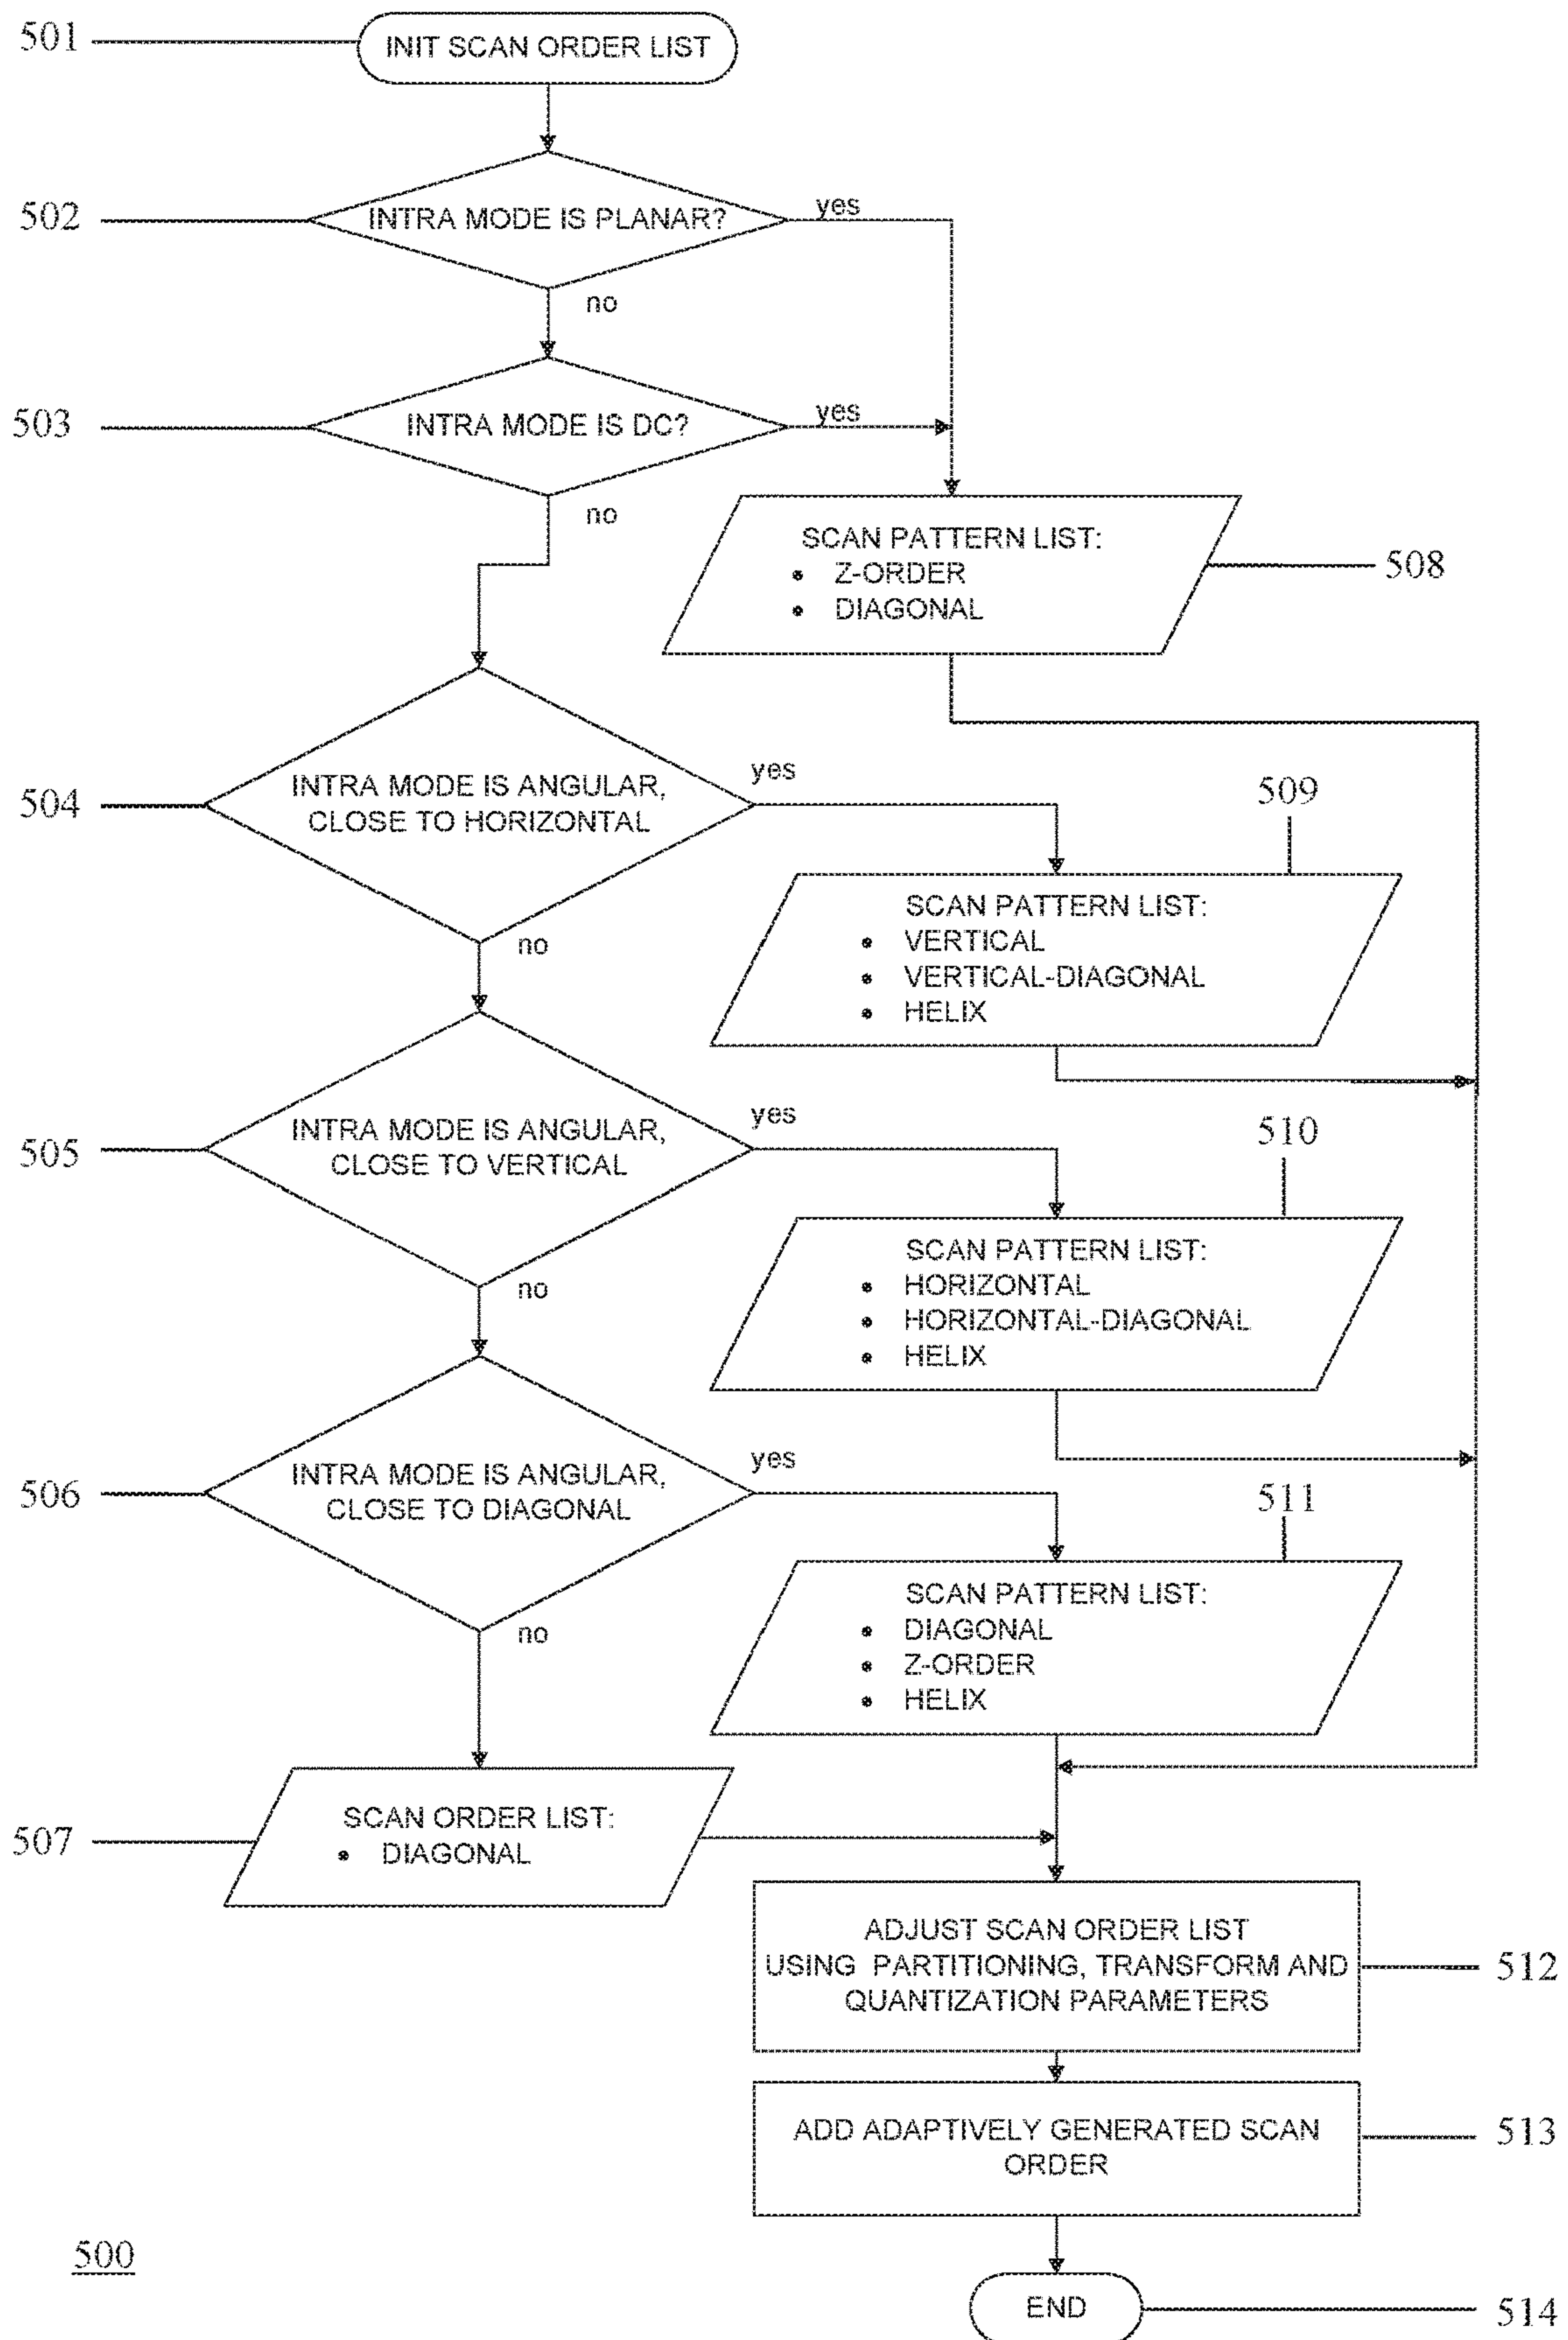 501
INIT SCAN ORDER LIST
502
INTRA MODE IS PLANAR?
yes
no
503
INTRA MODE IS DC?
yes
no
SCAN PATTERN LIST:
• Z-ORDER
• DIAGONAL
508
504
INTRA MODE IS ANGULAR,
CLOSE TO HORIZONTAL
yes
no
509
SCAN PATTERN LIST:
• VERTICAL
• VERTICAL-DIAGONAL
• HELIX
505
INTRA MODE IS ANGULAR,
CLOSE TO VERTICAL
yes
no
510
SCAN PATTERN LIST:
• HORIZONTAL
• HORIZONTAL-DIAGONAL
• HELIX
506
INTRA MODE IS ANGULAR,
CLOSE TO DIAGONAL
yes
no
511
SCAN PATTERN LIST:
• DIAGONAL
• Z-ORDER
• HELIX
507
SCAN ORDER LIST:
• DIAGONAL
ADJUST SCAN ORDER LIST
USING PARTITIONING, TRANSFORM AND
QUANTIZATION PARAMETERS
512
ADD ADAPTIVELY GENERATED SCAN
ORDER
513
500
END
514